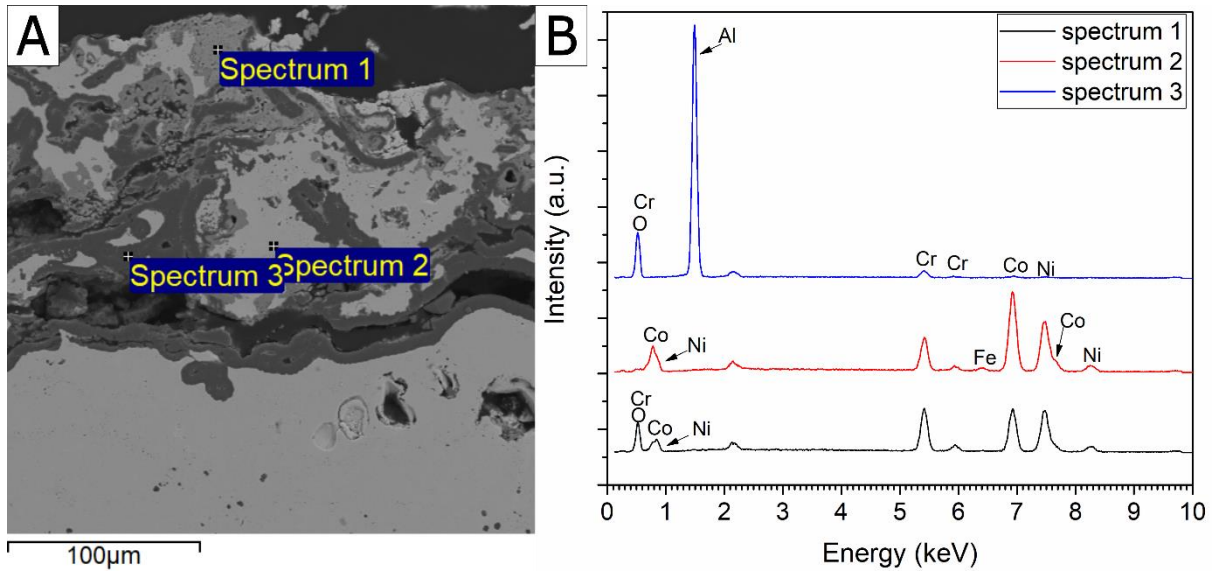 A
Spectrum 1
Spectrum 3
Spectrum 2
100µm
B
spectrum 1
spectrum 2
spectrum 3
Intensity (a.u.)
Al
Cr
O
Cr
Cr
Co
Ni
Co
Ni
Fe
Co
Ni
Cr
O
Co
Ni
0 1 2 3 4 5 6 7 8 9 10
Energy (keV)